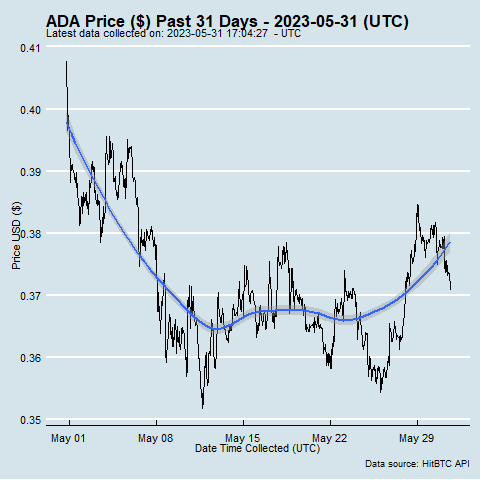 ADA Price ($) Past 31 Days - 2023-05-31 (UTC)
Latest data collected on: 2023-05-31 17:04:27 - UTC
0.41
0.40
0.39
0.38
0.37
0.36
0.35
Price USD ($)
May 01 May 08 May 15 May 22 May 29
Date Time Collected (UTC)
Data source: HitBTC API